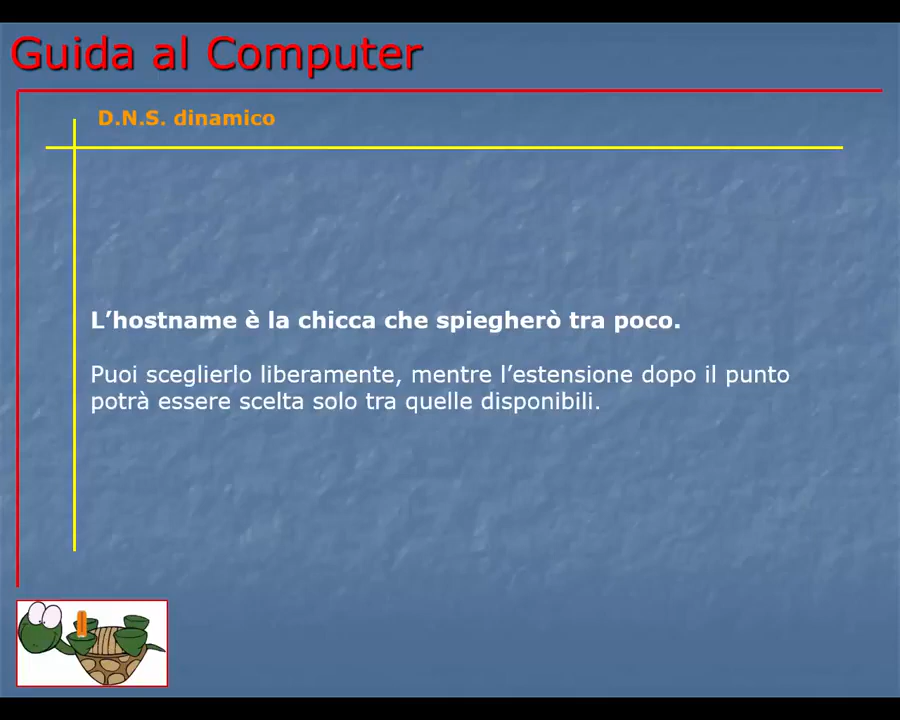 Guida al Computer
D.N.S. dinamico
L’hostname è la chicca che spiegherò tra poco.
Puoi sceglierlo liberamente, mentre l’estensione dopo il punto
potrà essere scelta solo tra quelle disponibili.